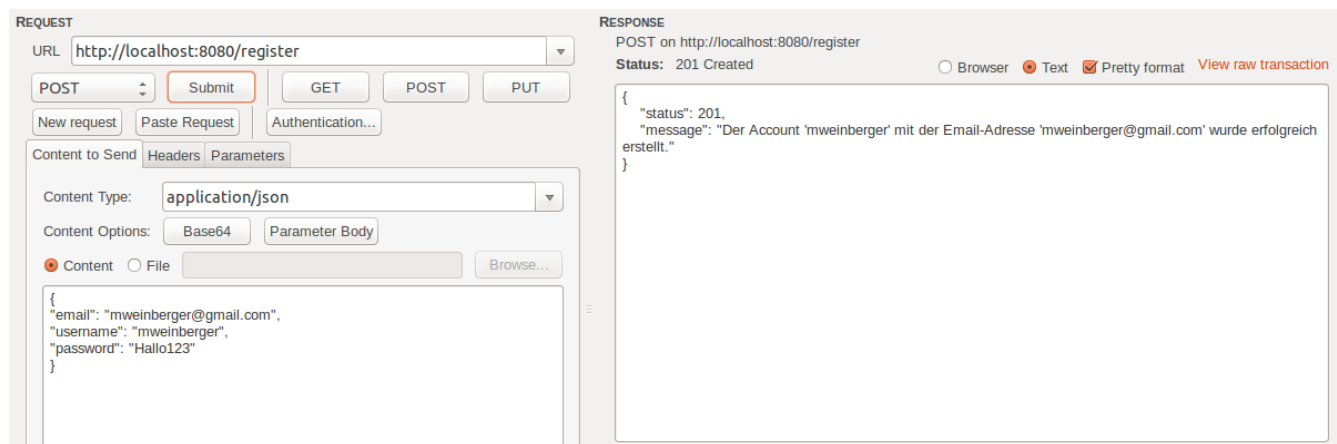 REQUEST
URL http://localhost:8080/register
POST Submit GET POST PUT
New request Paste Request Authentication...
Content to Send Headers Parameters
Content Type: application/json
Content Options: Base64 Parameter Body
Content File Browse...
{
"email": "mweinberger@gmail.com",
"username": "mweinberger",
"password": "Hallo123"
}
RESPONSE
POST on http://localhost:8080/register
Status: 201 Created Browser Text Pretty format View raw transaction
{
"status": 201,
"message": "Der Account 'mweinberger' mit der Email-Adresse 'mweinberger@gmail.com' wurde erfolgreich
erstellt."
}